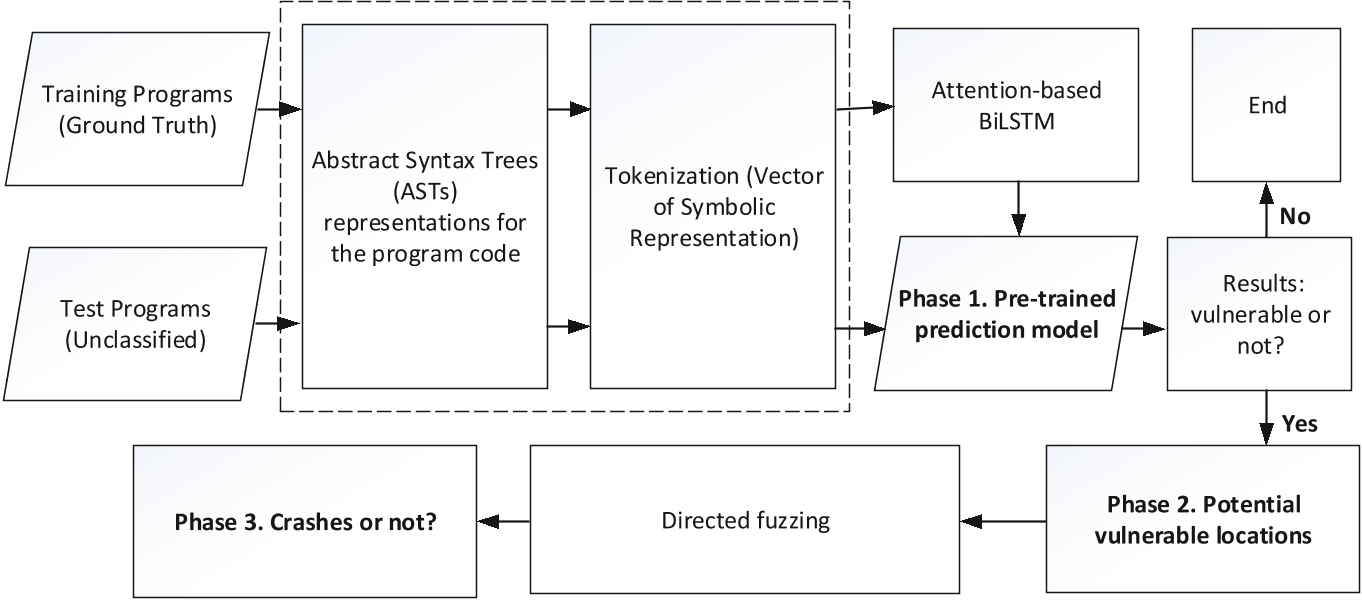 Training Programs
(Ground Truth)
Abstract Syntax Trees
(ASTs)
representations for
the program code
Tokenization (Vector
of Symbolic
Representation)
Attention-based
BiLSTM
End
No
Test Programs
(Unclassified)
Phase 1. Pre-trained
prediction model
Results:
vulnerable or
not?
Yes
Phase 2. Potential
vulnerable locations
Directed fuzzing
Phase 3. Crashes or not?